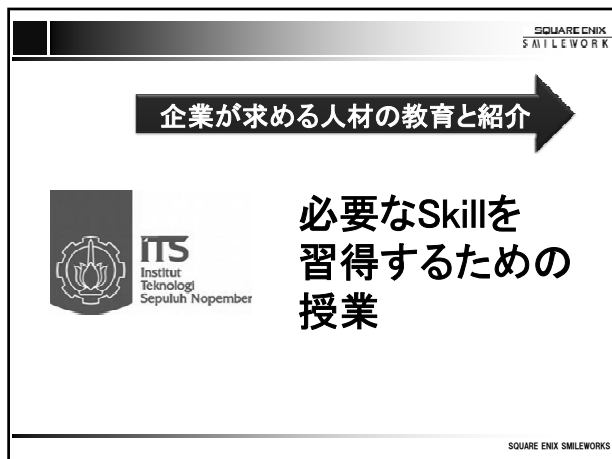 SQUARE ENIX
SMILEWORK
企業が求める人材の教育と紹介
ITS
Institut
Teknologi
Sepuluh Nopember
必要なSkillを
習得するための
授業
SQUARE ENIX SMILEWORKS